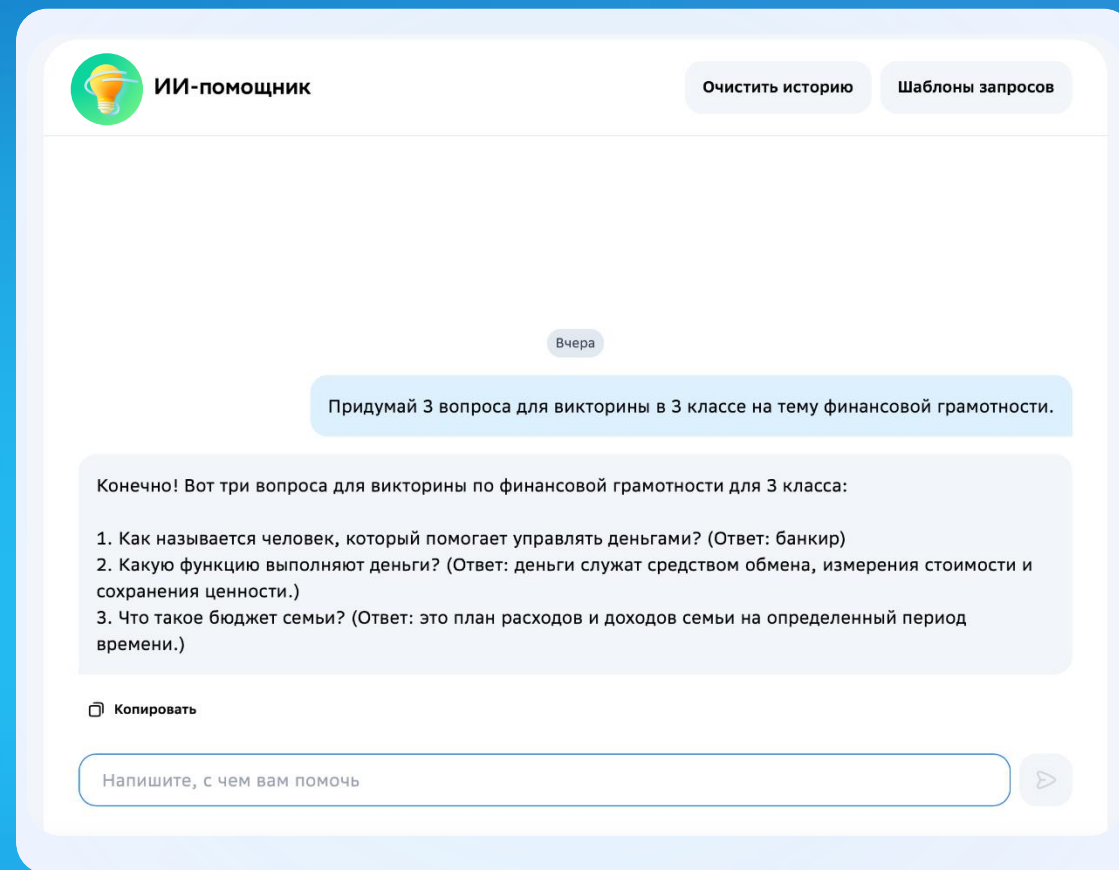 ИИ-помощник
Очистить историю
Шаблоны запросов
Вчера
Придумай 3 вопроса для викторины в 3 классе на тему финансовой грамотности.
Конечно! Вот три вопроса для викторины по финансовой грамотности для 3 класса:
1. Как называется человек, который помогает управлять деньгами? (Ответ: банкир)
2. Какую функцию выполняют деньги? (Ответ: деньги служат средством обмена, измерения стоимости и
сохранения ценности.)
3. Что такое бюджет семьи? (Ответ: это план расходов и доходов семьи на определенный период
времени.)
Копировать
Напишите, с чем вам помочь